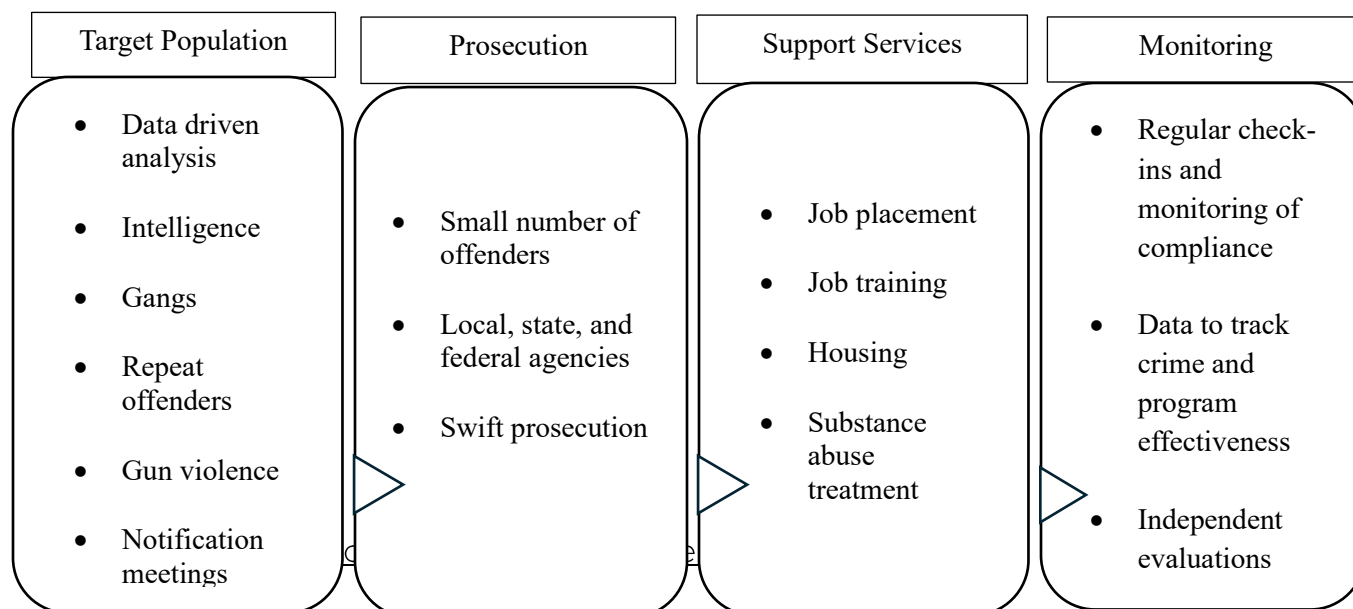 Target Population
Data driven
analysis
Intelligence
Gangs
Repeat
offenders
Gun violence
Notification
meetings
Prosecution
Small number of
offenders
Local, state, and
federal agencies
Swift prosecution
Support Services
Job placement
Job training
Housing
Substance
abuse
treatment
Monitoring
Regular check-
ins and
monitoring of
compliance
Data to track
crime and
program
effectiveness
Independent
evaluations